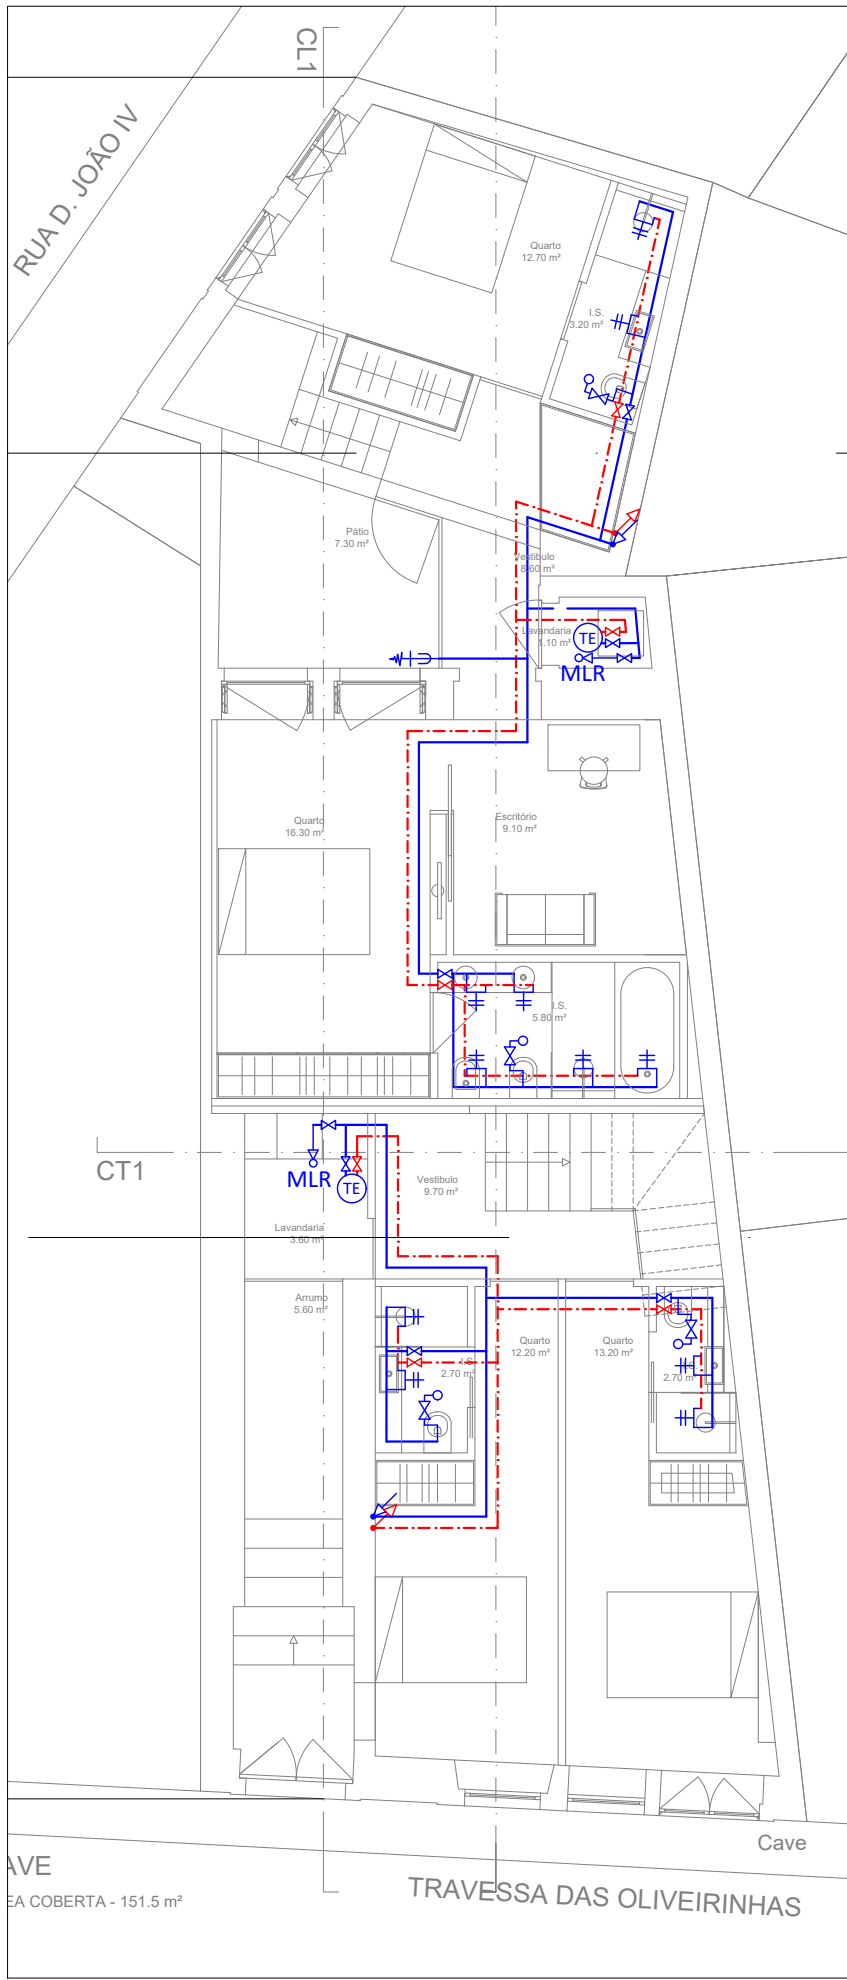 CL1
RUA D. JOÃO IV
Quarto
12.70 m²
I.S.
3.20 m²
Pátio
7.30 m²
Vestíbulo
8.60 m²
Lavandaria
1.10 m²
TE
MLR
Quarto
16.30 m²
Escritório
9.10 m²
I.S.
5.80 m²
CT1
MLR
TE
Vestíbulo
9.70 m²
Lavandaria
3.60 m²
Arrumo
5.60 m²
Quarto
12.20 m²
Quarto
13.20 m²
I.S.
2.70 m²
I.S.
2.70 m²
Cave
AVE
EA COBERTA - 151.5 m²
TRAVESSA DAS OLIVEIRINHAS